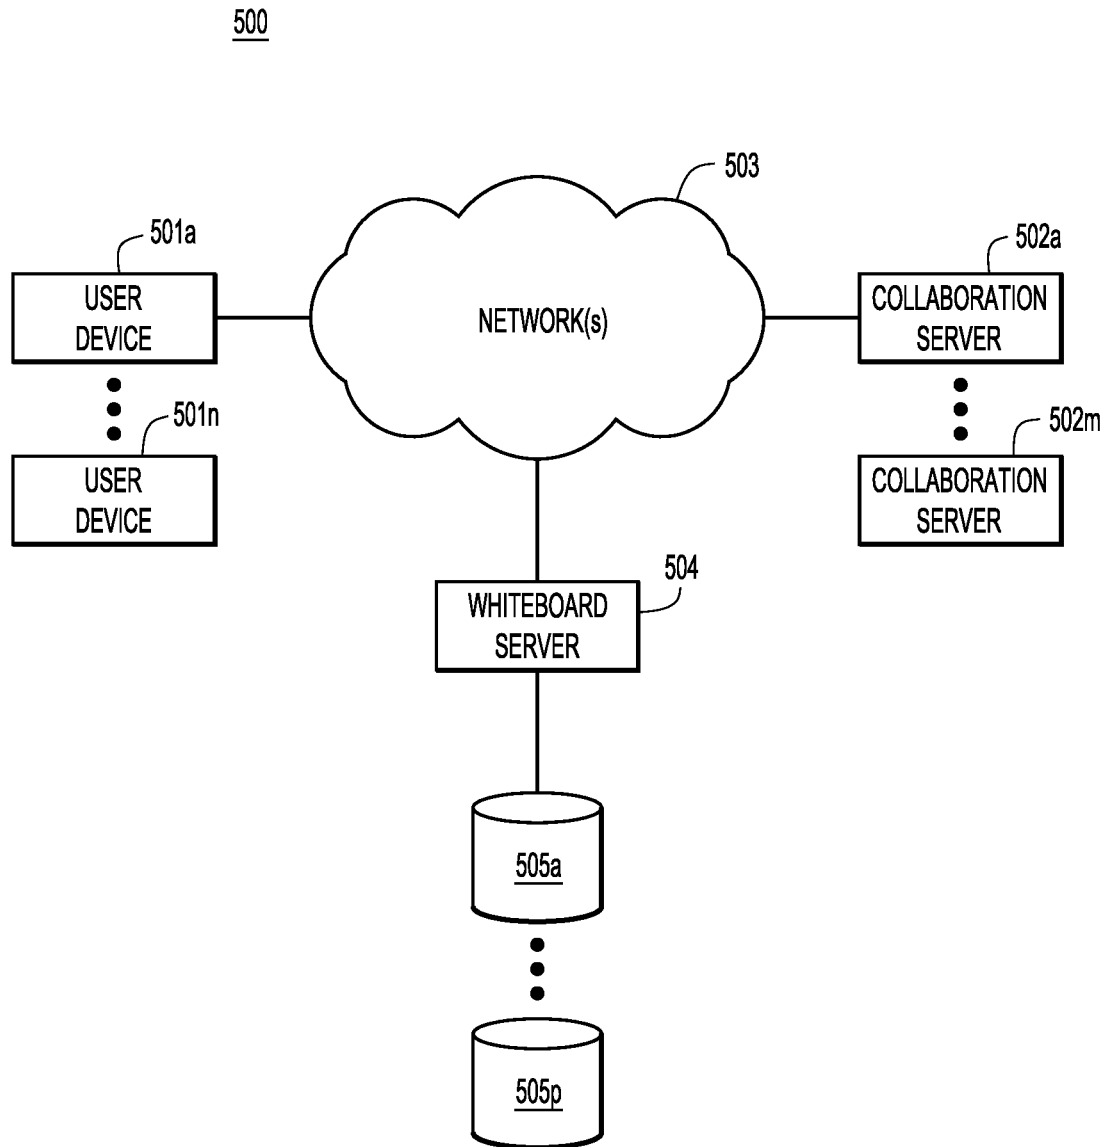 500
503
501a
502a
USER
DEVICE
NETWORK(s)
COLLABORATION
SERVER
501n
502m
USER
DEVICE
COLLABORATION
SERVER
504
WHITEBOARD
SERVER
505a
505p